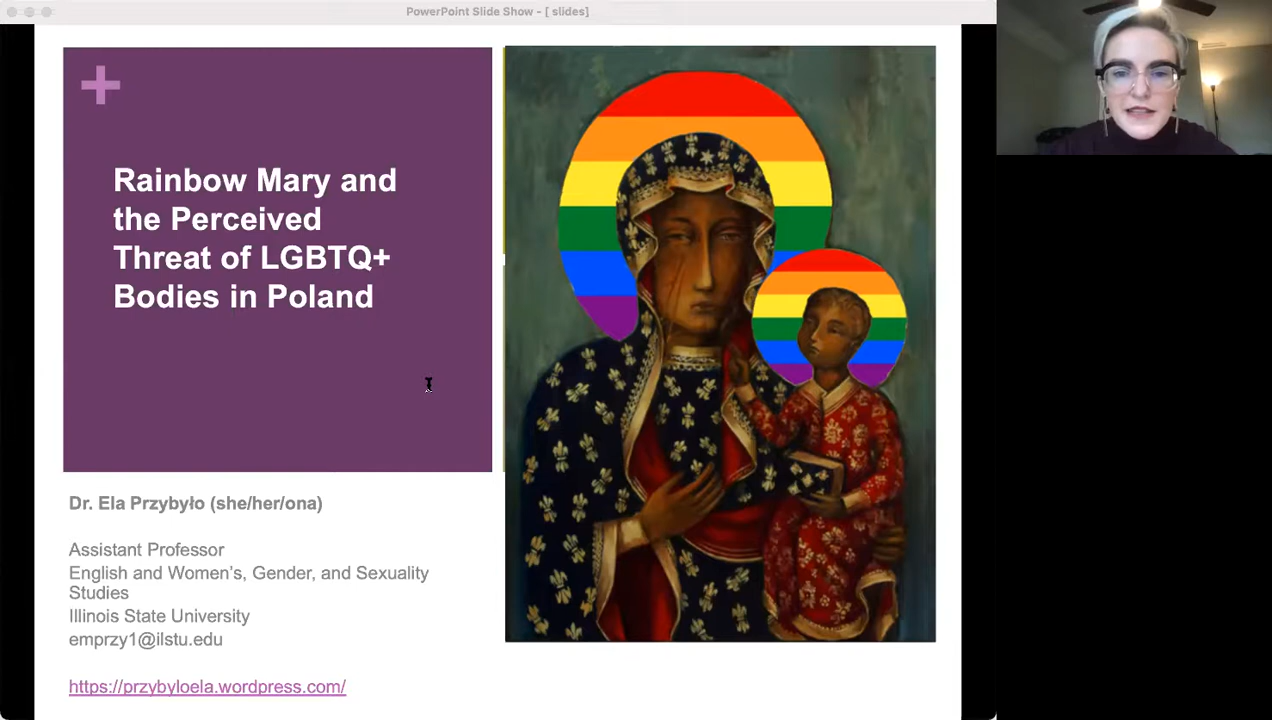 PowerPoint Slide Show - [ slides]
+
Rainbow Mary and
the Perceived
Threat of LGBTQ+
Bodies in Poland
Dr. Ela Przybyło (she/her/ona)
Assistant Professor
English and Women's, Gender, and Sexuality
Studies
Illinois State University
emprzy1@ilstu.edu
https://przybyloela.wordpress.com/